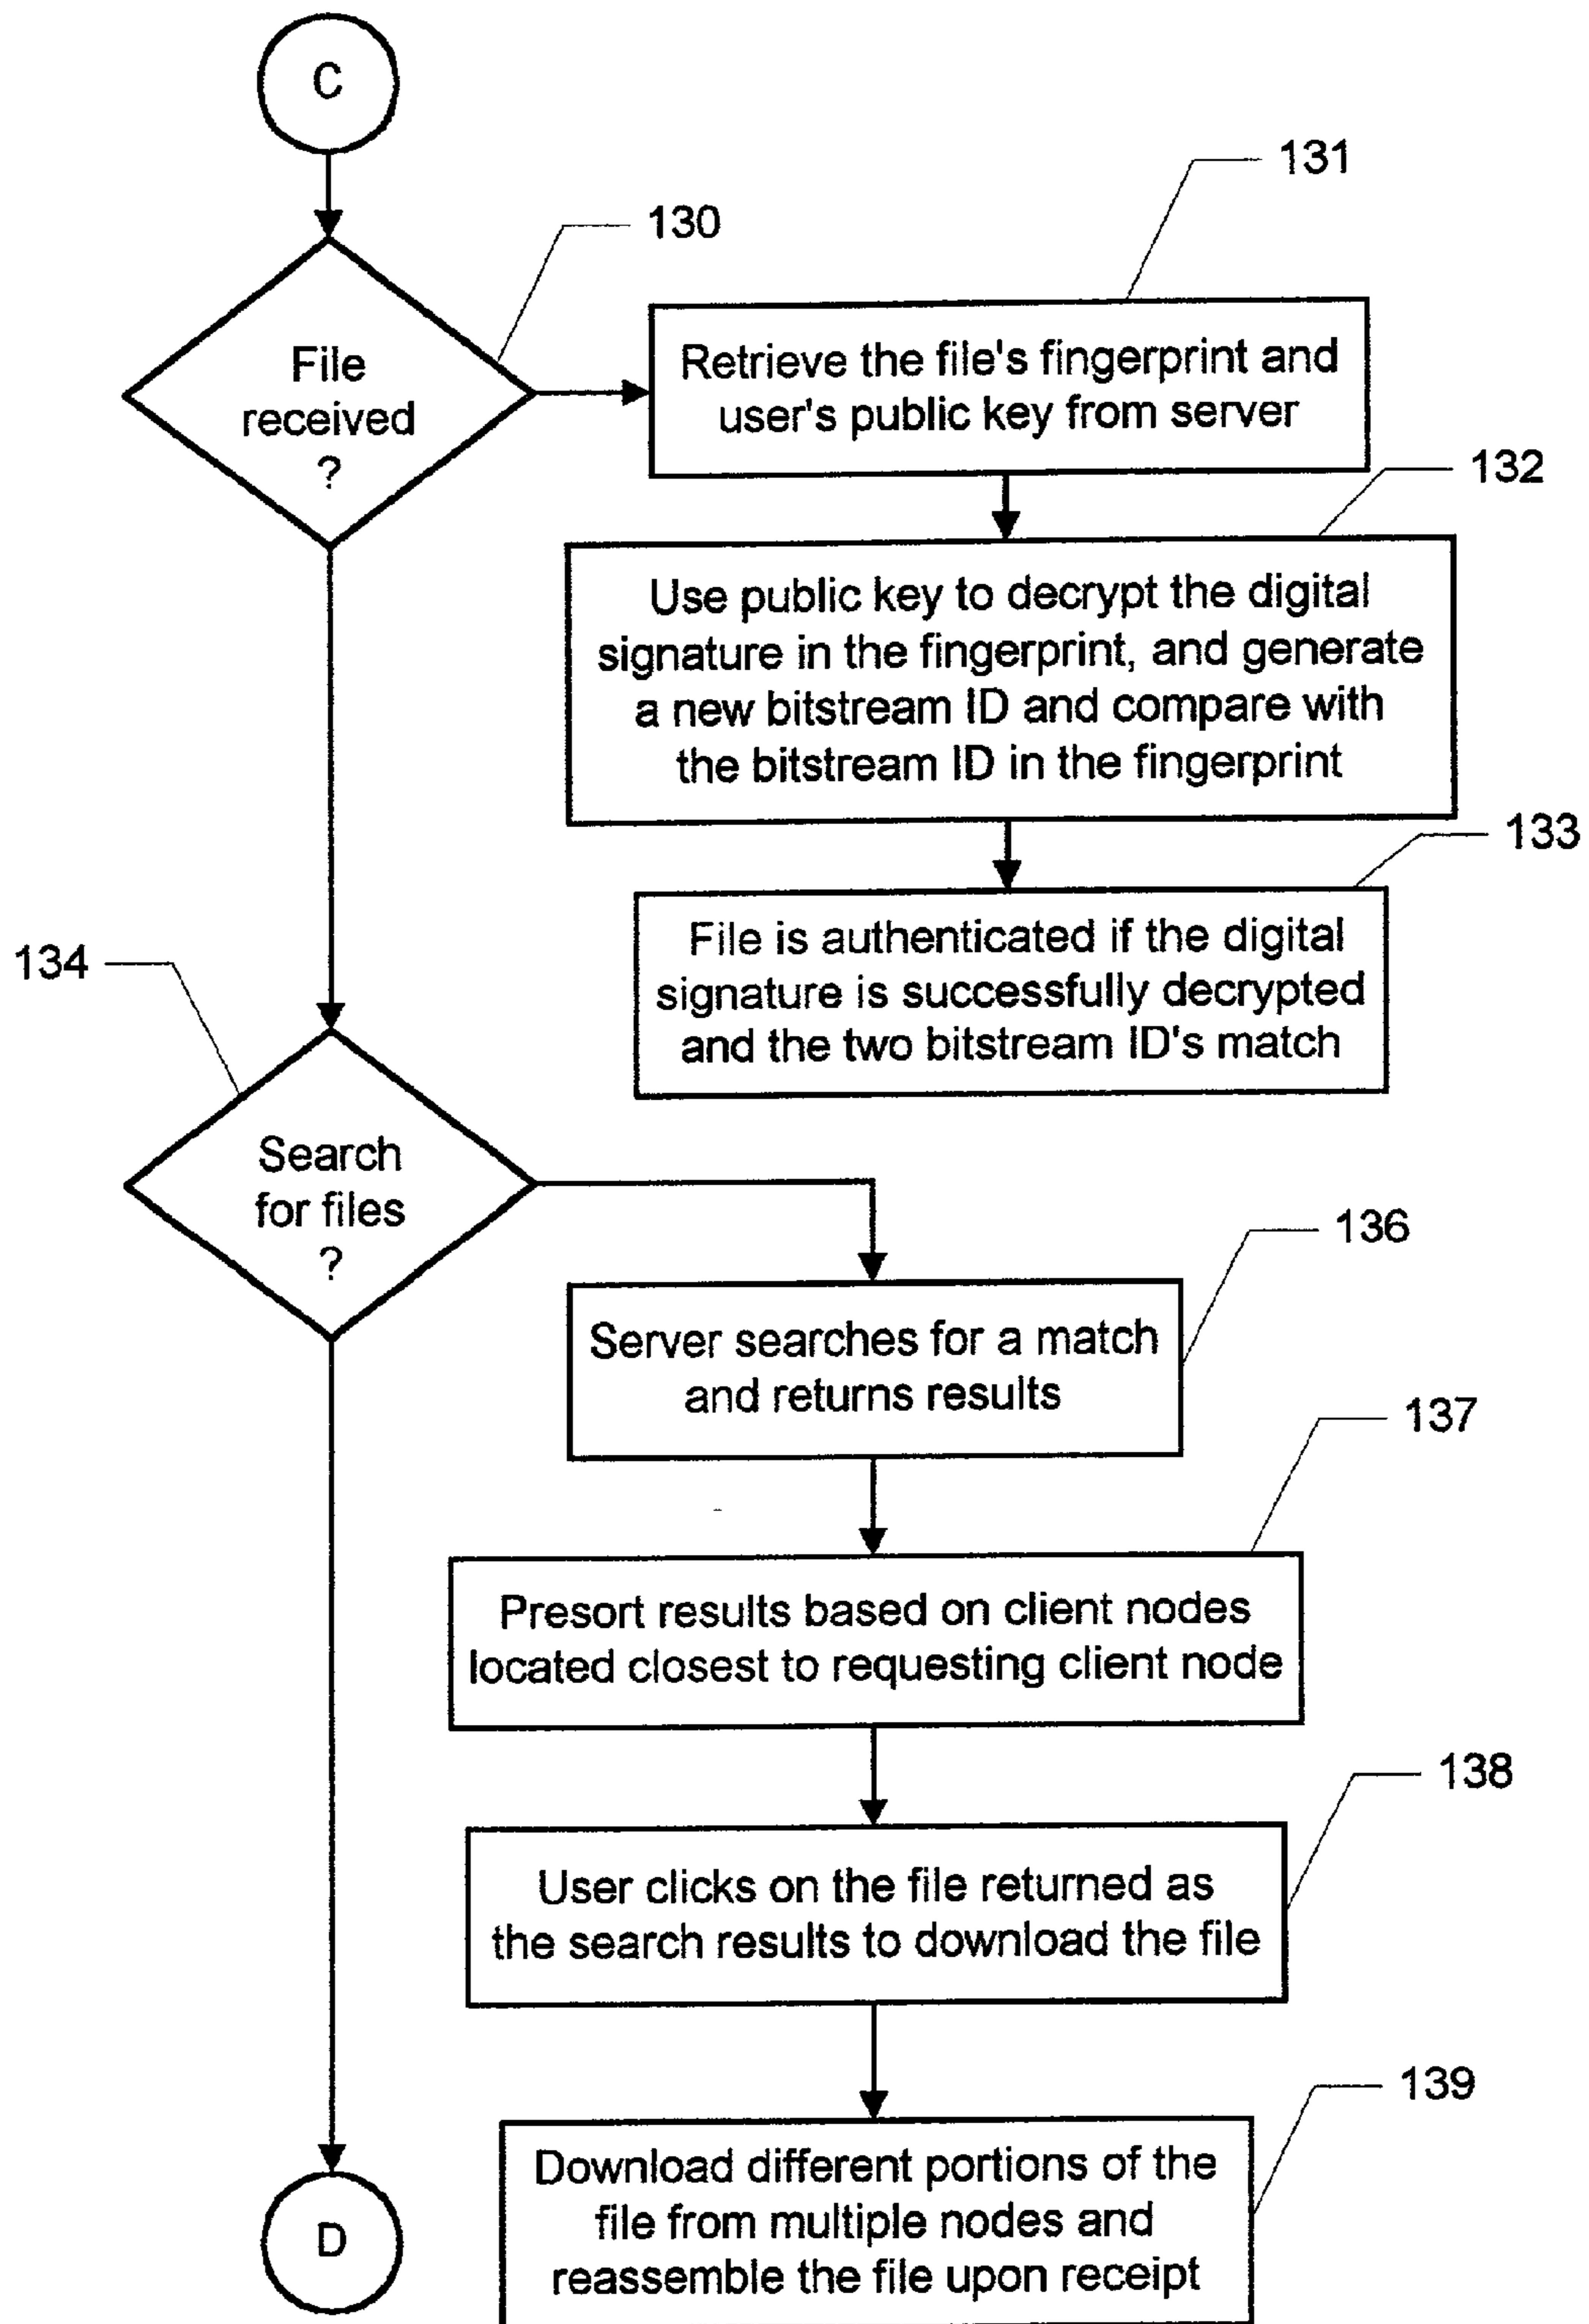 C
131
130
File
received
?
Retrieve the file's fingerprint and
user's public key from server
132
Use public key to decrypt the digital
signature in the fingerprint, and generate
a new bitstream ID and compare with
the bitstream ID in the fingerprint
133
File is authenticated if the digital
signature is successfully decrypted
and the two bitstream ID's match
134
Search
for files
?
136
Server searches for a match
and returns results
137
Presort results based on client nodes
located closest to requesting client node
138
User clicks on the file returned as
the search results to download the file
139
Download different portions of the
file from multiple nodes and
reassemble the file upon receipt
D